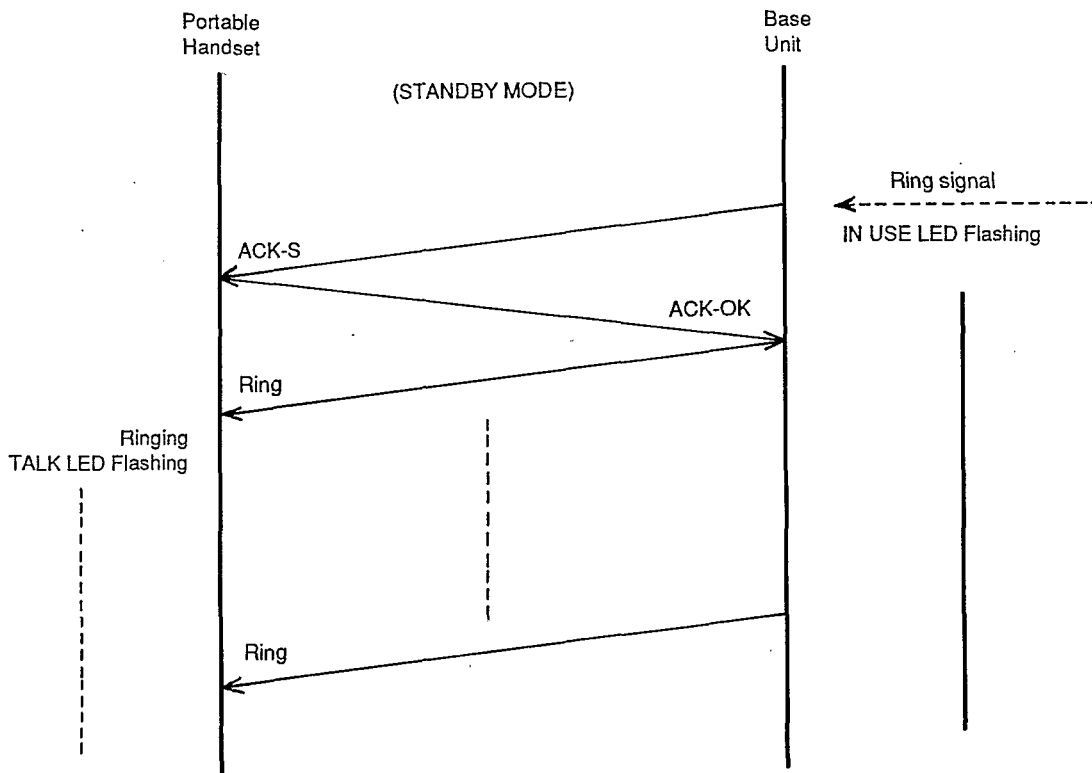 Portable
Handset
Base
Unit
(STANDBY MODE)
Ring signal
IN USE LED Flashing
ACK-S
ACK-OK
Ring
Ringing
TALK LED Flashing
Ring